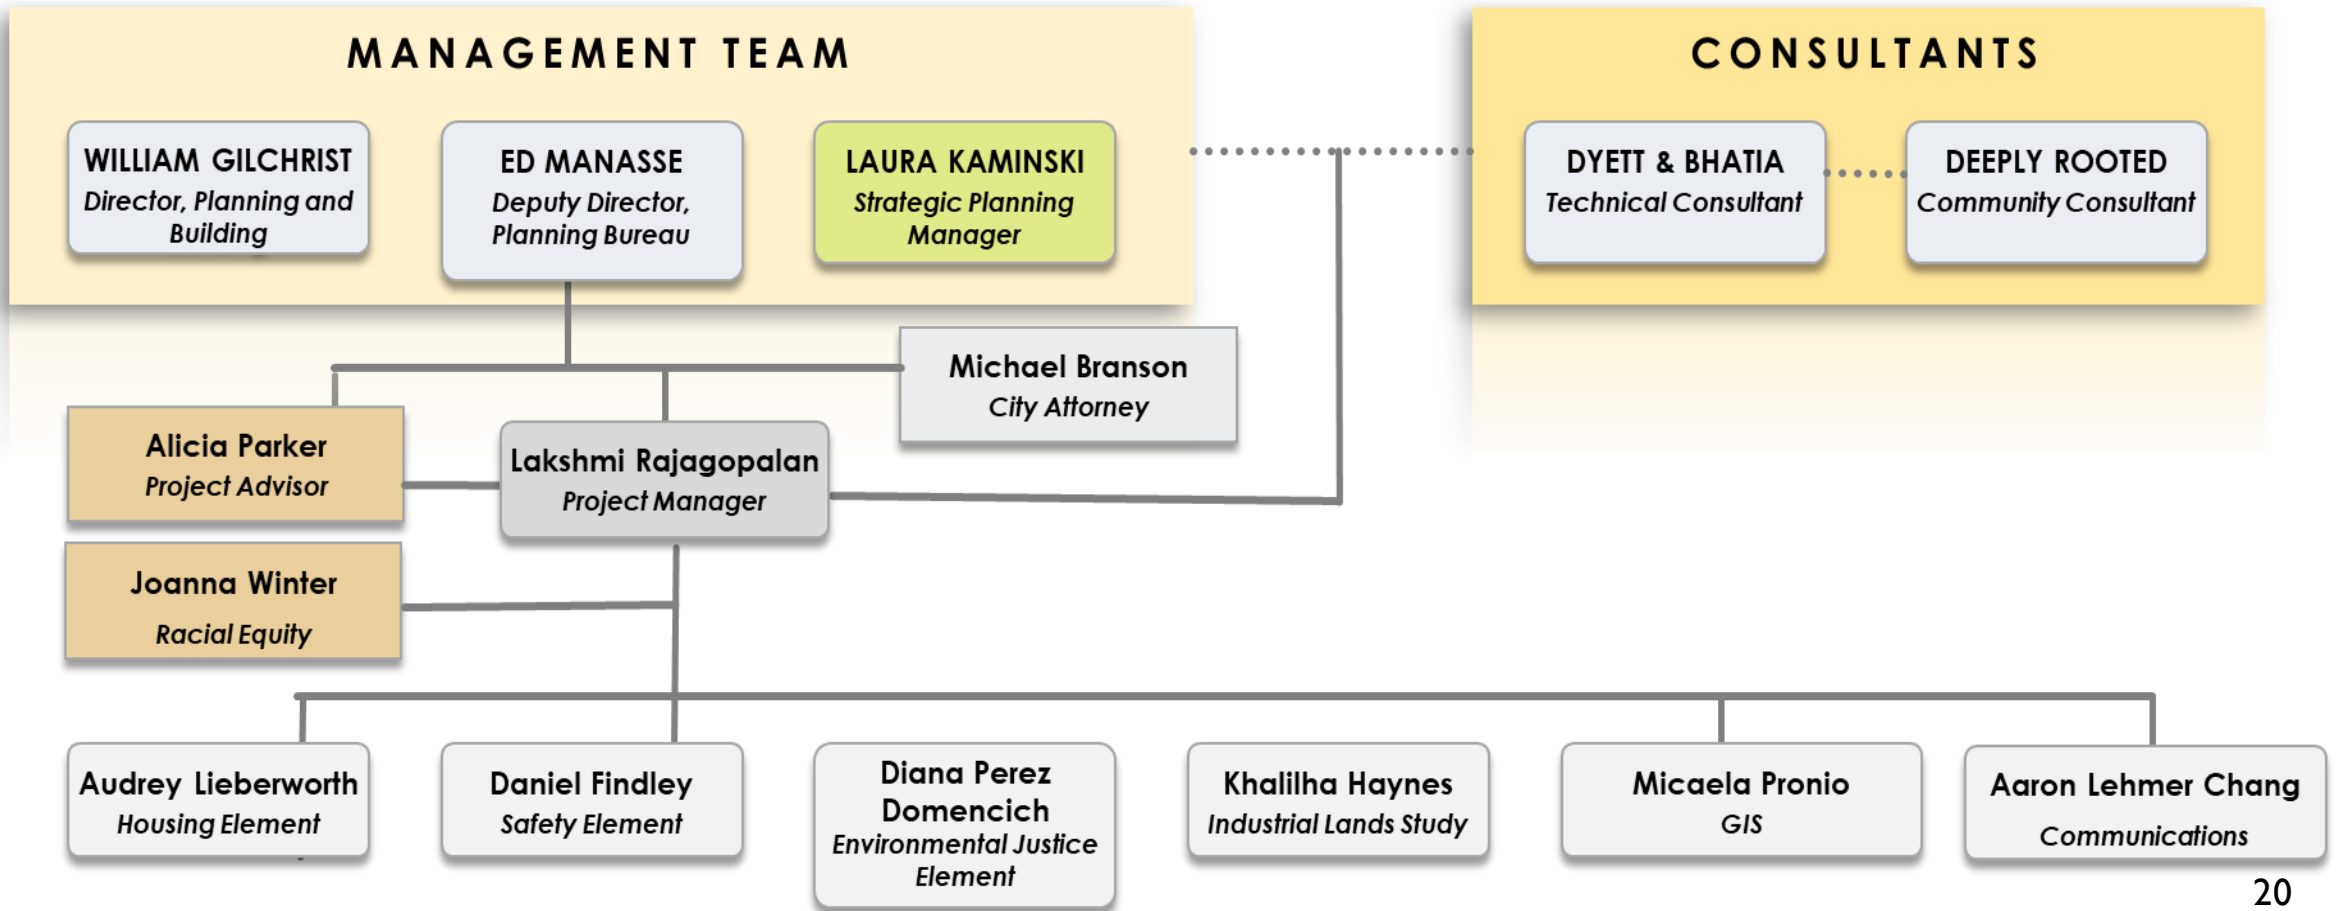 MANAGEMENT TEAM
WILLIAM GILCHRIST
Director, Planning and
Building
ED MANASSE
Deputy Director,
Planning Bureau
LAURA KAMINSKI
Strategic Planning
Manager
CONSULTANTS
DYETT & BHATIA
Technical Consultant
DEEPLY ROOTED
Community Consultant
Michael Branson
City Attorney
Alicia Parker
Project Advisor
Lakshmi Rajagopalan
Project Manager
Joanna Winter
Racial Equity
Audrey Lieberworth
Housing Element
Daniel Findley
Safety Element
Diana Perez
Domencich
Environmental Justice
Element
Khalilha Haynes
Industrial Lands Study
Micaela Pronio
GIS
Aaron Lehmer Chang
Communications
20